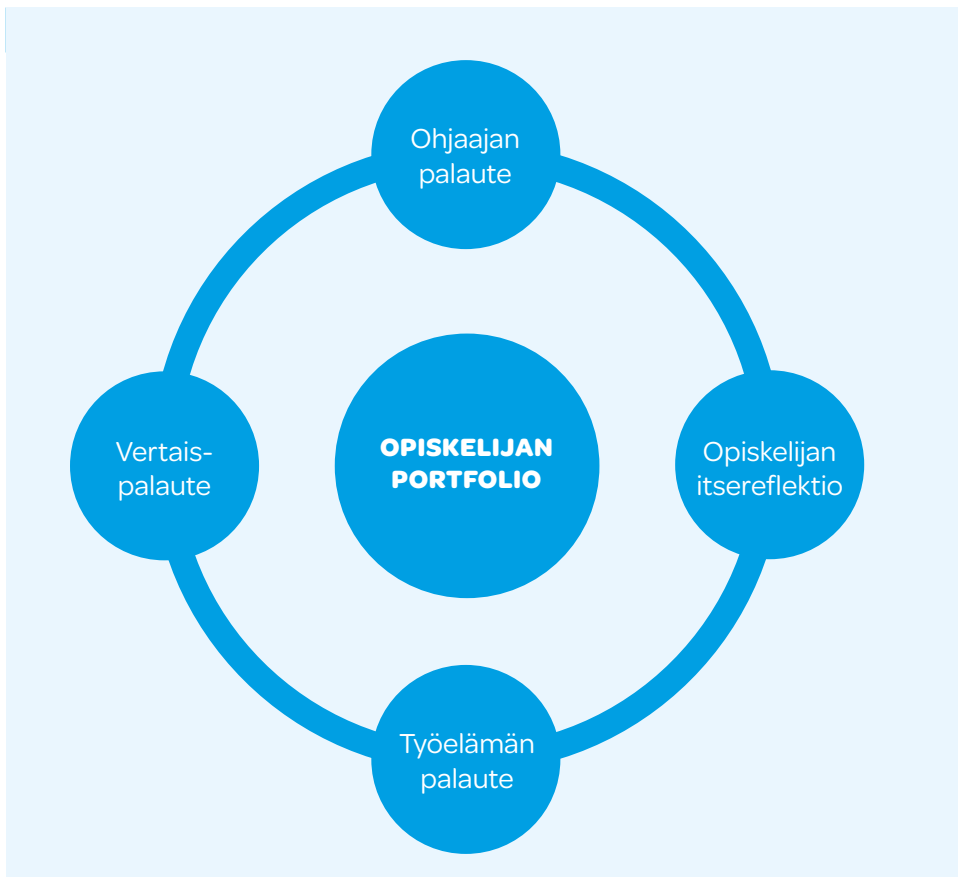 Ohjaajan
palaute
Vertais-
palaute
OPISKELIJAN
PORTFOLIO
Opiskelijan
itsereflektio
Työelämän
palaute